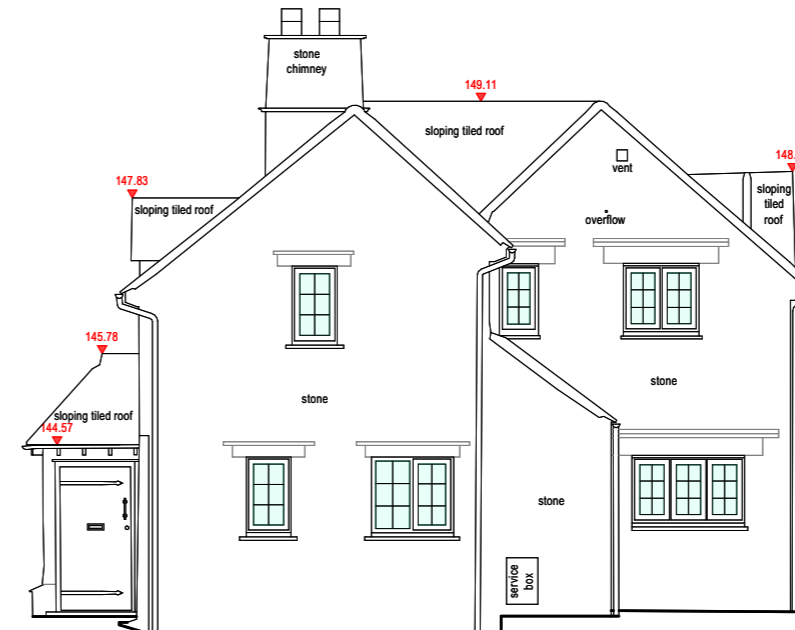 stone
chimney
149.11
sloping tiled roof
vent
148.
sloping
tiled
roof
147.83
sloping tiled roof
overflow
145.78
sloping tiled roof
144.57
stone
stone
stone
service
box